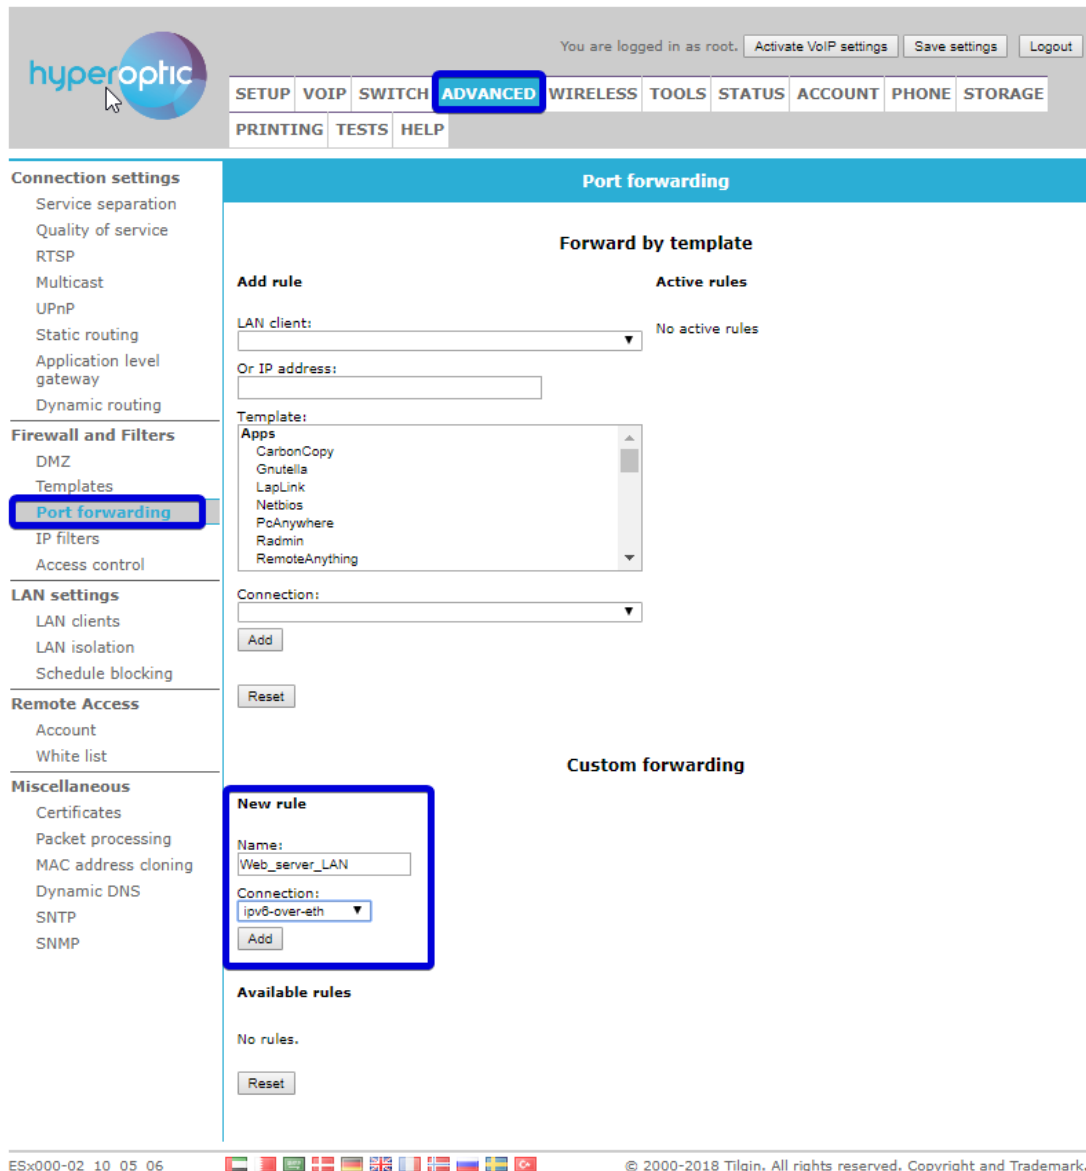 hyperoptic
You are logged in as root. Activate VoIP settings Save settings Logout
SETUP VOIP SWITCH ADVANCED WIRELESS TOOLS STATUS ACCOUNT PHONE STORAGE
PRINTING TESTS HELP
Connection settings
Service separation
Quality of service
RTSP
Multicast
UPnP
Static routing
Application level
gateway
Dynamic routing
Firewall and Filters
DMZ
Templates
Port forwarding
IP filters
Access control
LAN settings
LAN clients
LAN isolation
Schedule blocking
Remote Access
Account
White list
Miscellaneous
Certificates
Packet processing
MAC address cloning
Dynamic DNS
SNTP
SNMP
Port forwarding
Forward by template
Add rule
LAN client:
Or IP address:
Template:
Apps
CarbonCopy
Gnutella
LapLink
Netbios
PcAnywhere
Radmin
RemoteAnything
Connection:
Add
Reset
Active rules
No active rules
Custom forwarding
New rule
Name:
Web_server_LAN
Connection:
ipv6-over-eth
Add
Available rules
No rules.
Reset
ESx000-02_10_05_06
© 2000-2018 Tilgin. All rights reserved. Copyright and Trademark